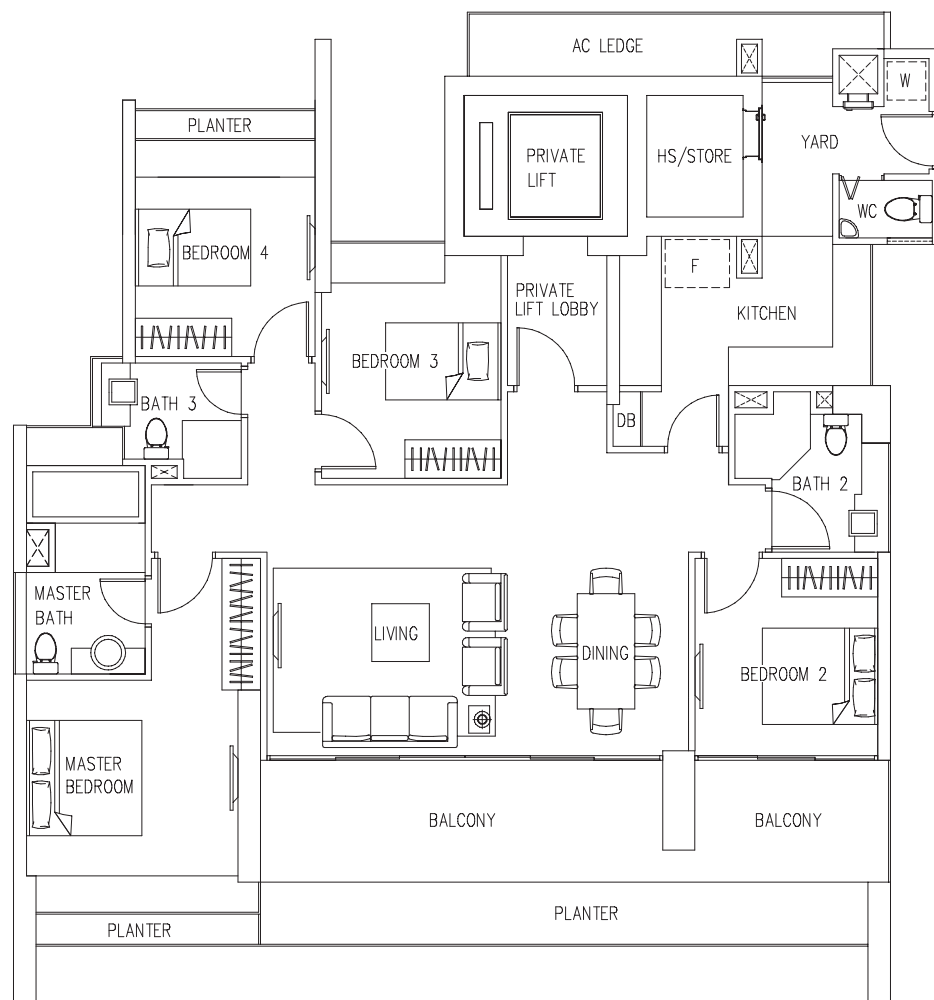 AC LEDGE
W
PLANTER
PRIVATE
LIFT
HS/STORE
YARD
WC
BEDROOM 4
F
PRIVATE
LIFT LOBBY
KITCHEN
BEDROOM 3
BATH 3
DB
BATH 2
MASTER
BATH
LIVING
DINING
BEDROOM 2
MASTER
BEDROOM
BALCONY
BALCONY
PLANTER
PLANTER